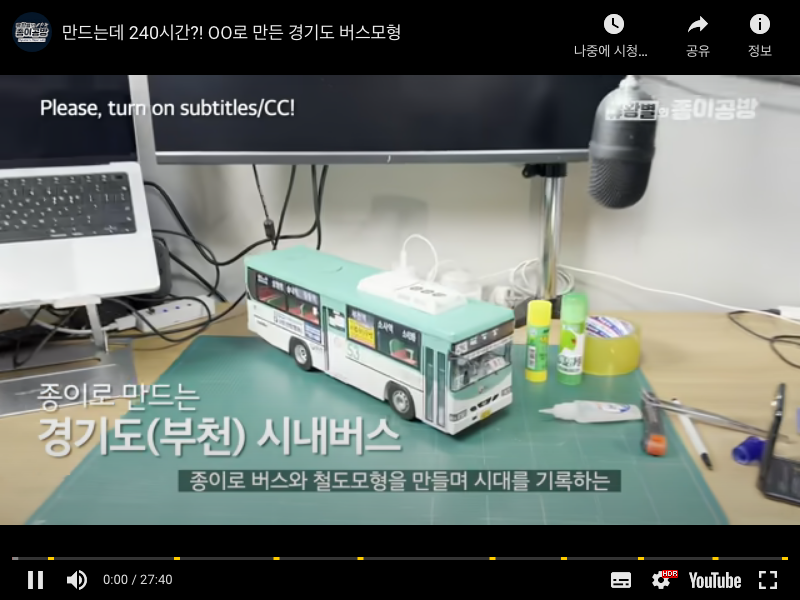 만드는데 240시간?! OO로 만든 경기도 버스모형
나중에 시청...
공유
정보
Please, turn on subtitles/CC!
종이공방
53
종이로 만드는
경기도(부천) 시내버스
종이로 버스와 철도모형을 만들며 시대를 기록하는
0:00 / 27:40
HDR
YouTube